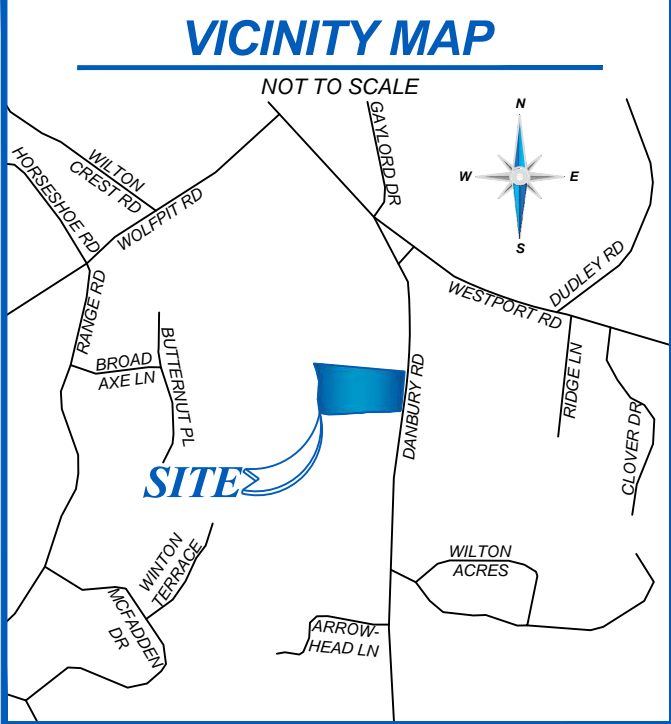 VICINITY MAP
NOT TO SCALE
GAYLORD DR
N
W
E
S
WILTON
CREST RD
HORSESHOE RD
WOLFPIT RD
DUDLEY RD
WESTPORT RD
RANGE RD
BROAD
AXE LN
BUTTERNUT PL
DANBURY RD
RIDGE LN
CLOVER DR
SITE
WINTON
TERRACE
WILTON
ACRES
MCFADDEN
DR
ARROW-
HEAD LN